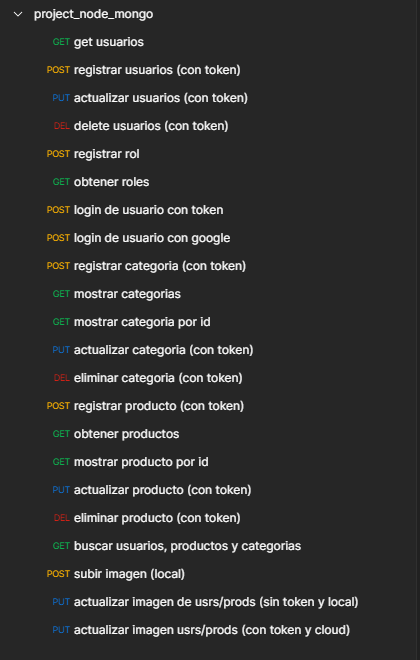 project_node_mongo
GET get usuarios
POST registrar usuarios (con token)
PUT actualizar usuarios (con token)
DEL delete usuarios (con token)
POST registrar rol
GET obtener roles
POST login de usuario con token
POST login de usuario con google
POST registrar categoria (con token)
GET mostrar categorias
GET mostrar categoria por id
PUT actualizar categoria (con token)
DEL eliminar categoria (con token)
POST registrar producto (con token)
GET obtener productos
GET mostrar producto por id
PUT actualizar producto (con token)
DEL eliminar producto (con token)
GET buscar usuarios, productos y categorias
POST subir imagen (local)
PUT actualizar imagen de usrs/prods (sin token y local)
PUT actualizar imagen usrs/prods (con token y cloud)